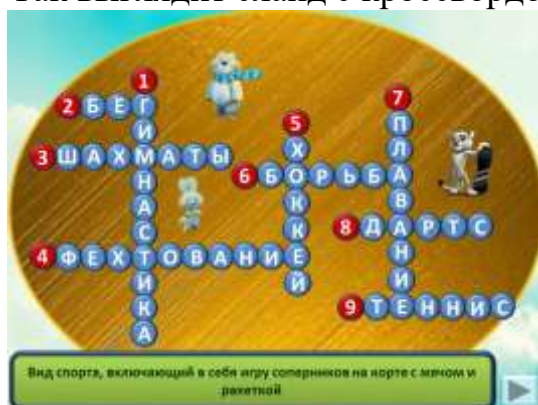 Так выглядит слайд с кроссвордо
1 ГИМНАСТИКА
2 БЕГ
3 ШАХМАТЫ
4 ФЕХТОВАНИЕ
5 ХОККЕЙ
6 БОРЬБА
7 ПЛАВАНИЕ
8 ДАРТС
9 ТЕННИС
Вид спорта, включающий в себя игру соперников на корте с мячом и
ракеткой